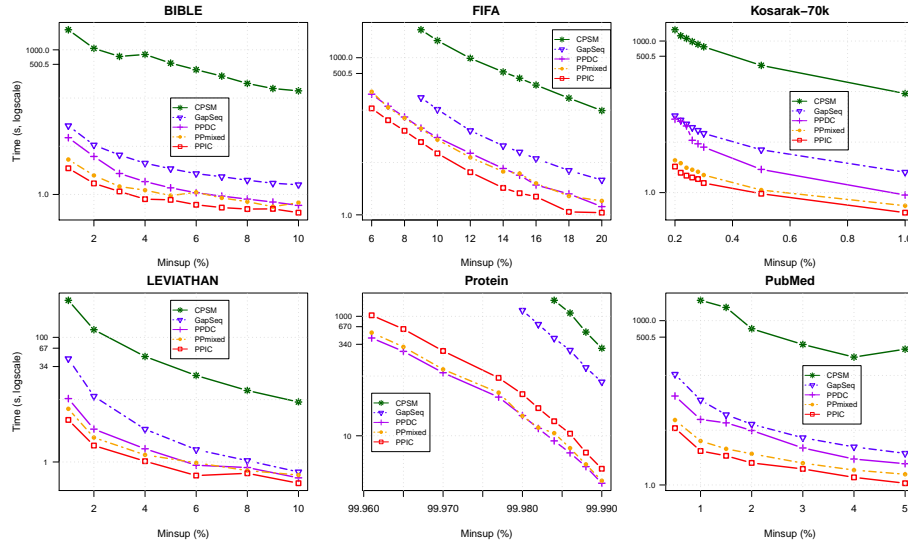 BIBLE
FIFA
Kosarak−70k
Time (s, logscale)
1000.0
500.5
1.0
2
4
6
8
10
Minsup (%)
CPSM
GapSeq
PPDC
PPmixed
PPIC
1000.0
500.5
1.0
6
7
8
9
10
12
14
15
16
18
20
Minsup (%)
CPSM
GapSeq
PPDC
PPmixed
PPIC
1000.0
500.5
1.0
0.2
0.4
0.6
0.8
1.0
Minsup (%)
CPSM
GapSeq
PPDC
PPmixed
PPIC
LEVIATHAN
Protein
PubMed
Time (s, logscale)
100
67
34
1
2
4
6
8
10
Minsup (%)
CPSM
GapSeq
PPDC
PPmixed
PPIC
1000
670
340
10
99.960
99.970
99.980
99.990
Minsup (%)
CPSM
GapSeq
PPDC
PPmixed
PPIC
1000.0
500.5
1.0
1
2
3
4
5
Minsup (%)
CPSM
GapSeq
PPDC
PPmixed
PPIC